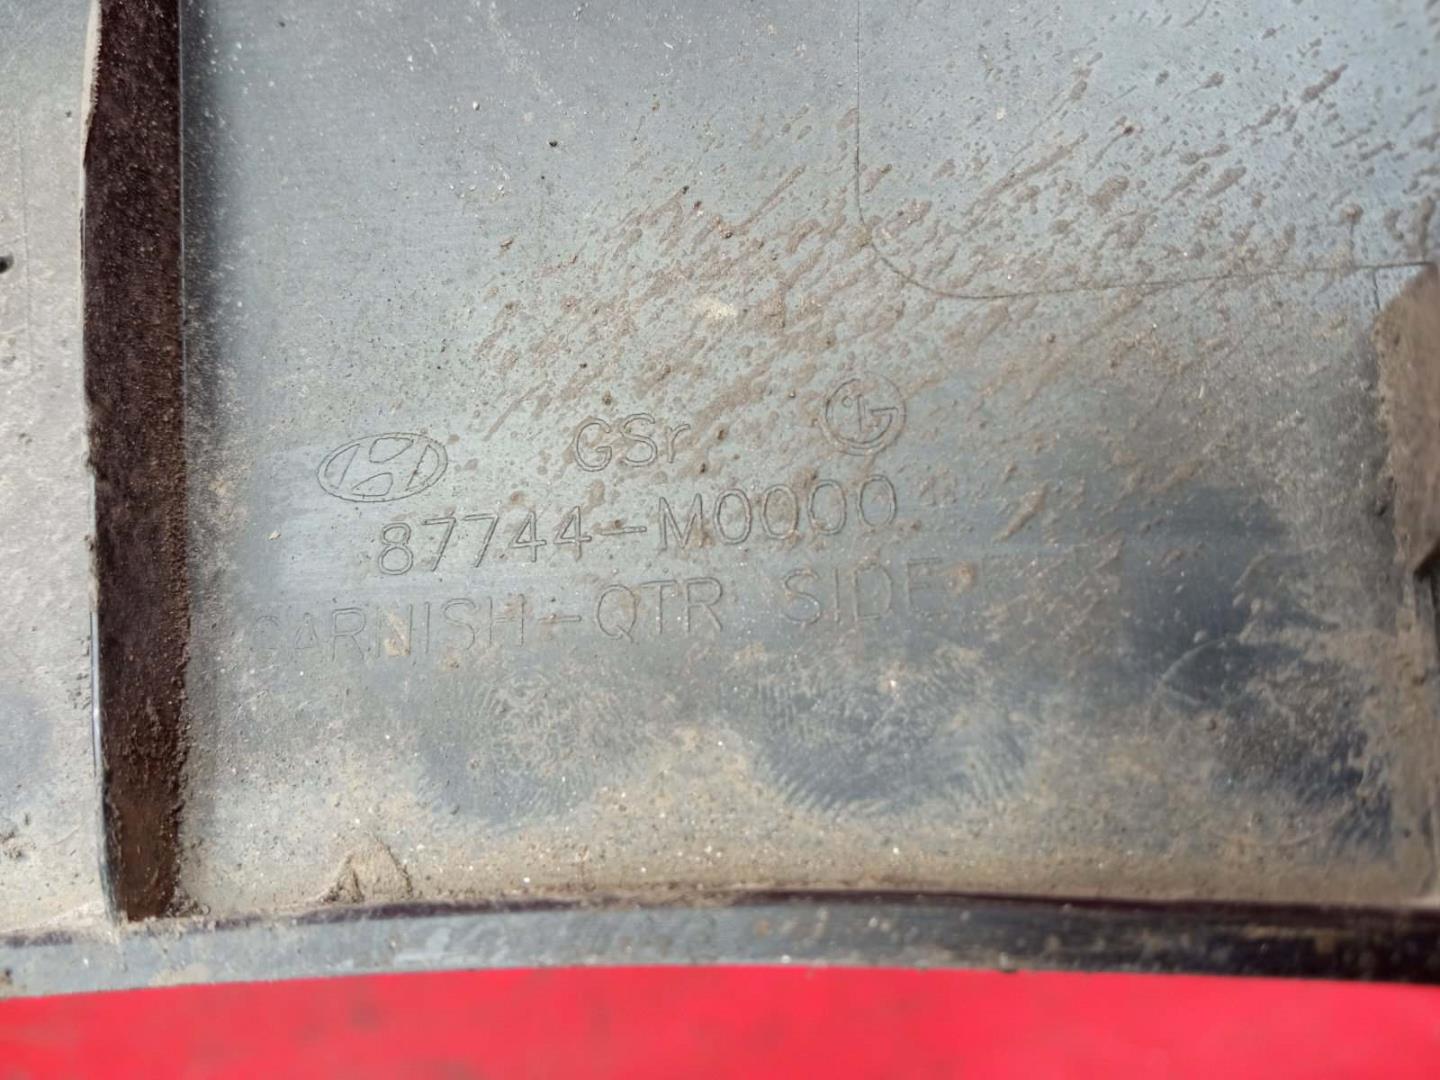 GSr
87744-M0000
GARNISH-QTR SIDE